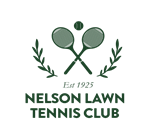 Est 1925
NELSON LAWN
TENNIS CLUB